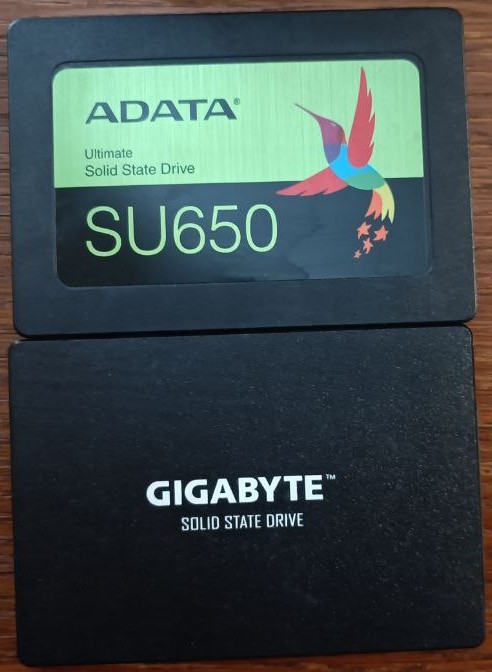 ADATA®
Ultimate
Solid State Drive
SU650
GIGABYTE™
SOLID STATE DRIVE